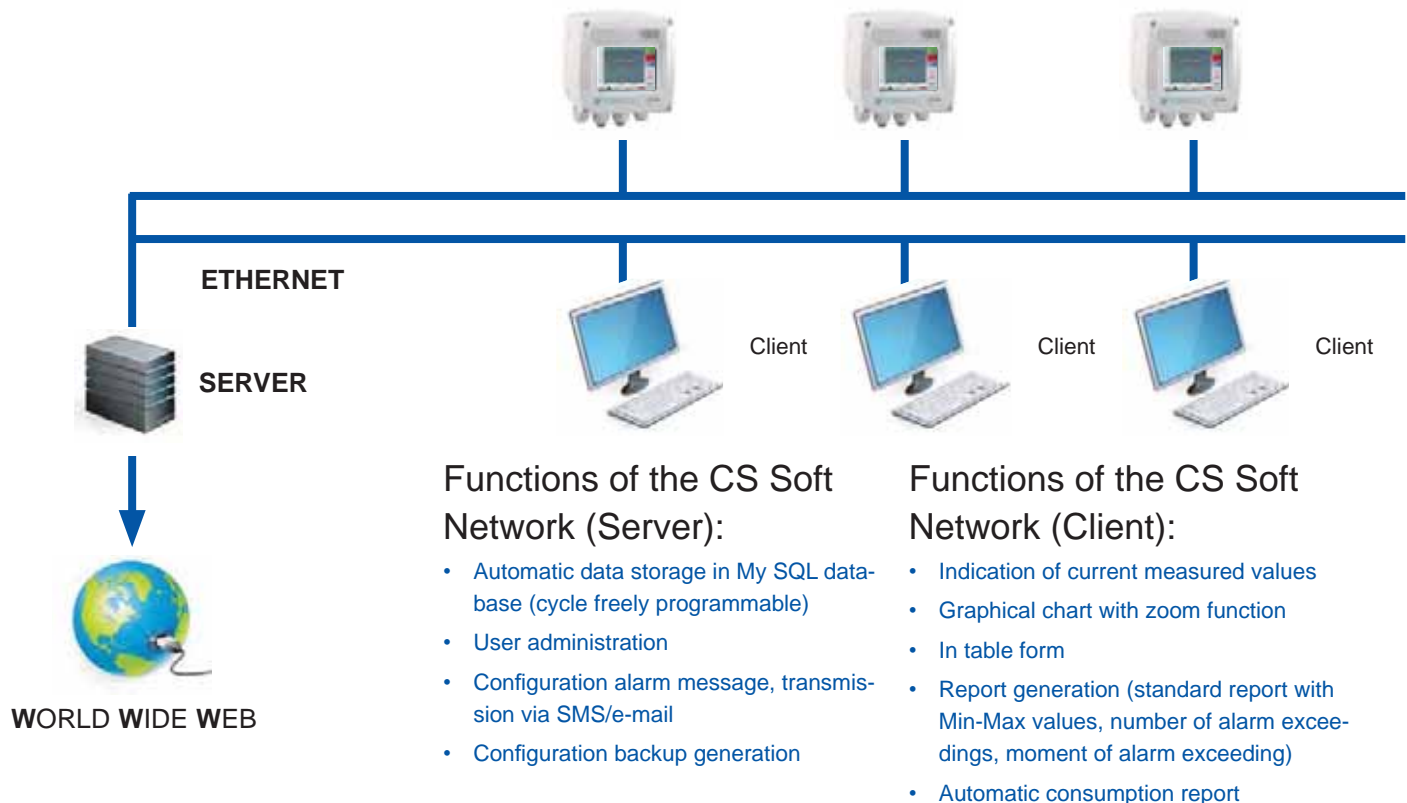 ETHERNET
Client
Client
Client
SERVER
WORLD WIDE WEB
Functions of the CS Soft
Network (Server):
• Automatic data storage in My SQL data-
base (cycle freely programmable)
• User administration
• Configuration alarm message, transmis-
sion via SMS/e-mail
• Configuration backup generation
Functions of the CS Soft
Network (Client):
• Indication of current measured values
• Graphical chart with zoom function
• In table form
• Report generation (standard report with
Min-Max values, number of alarm excee-
dings, moment of alarm exceeding)
• Automatic consumption report